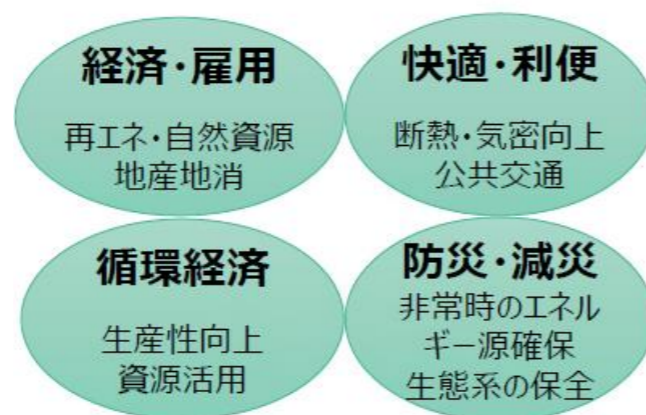 経済・雇用
再エネ・自然資源
地産地消
快適・利便
断熱・気密向上
公共交通
循環経済
生産性向上
資源活用
防災・減災
非常時のエネル
ギー源確保
生態系の保全